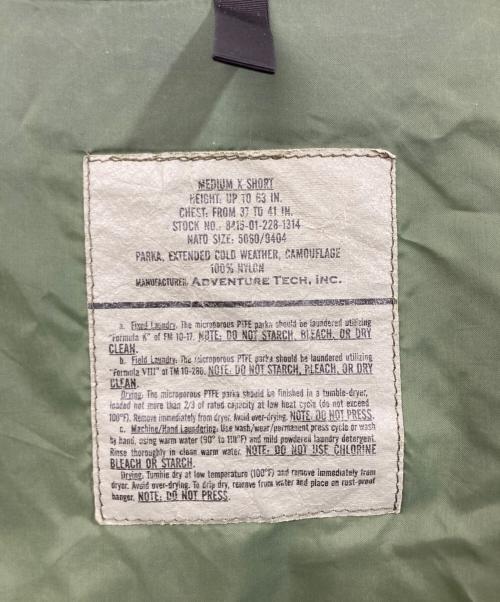 MEDIUM X SHORT
HEIGHT: UP TO 63 IN.
CHEST: FROM 37 TO 41 IN.
STOCK NO.: 8415-01-228-1314
NATO SIZE: 5060/9404
PARKA, EXTENDED COLD WEATHER, CAMOUFLAGE
100% NYLON
MANUFACTURER: ADVENTURE TECH, INC.
a. Fixed Laundry. The microporous PTFE parka should be laundered utilizing
"Formula K" of FM 10-17. NOTE: DO NOT STARCH, BLEACH, OR DRY
CLEAN.
b. Field Laundry. The microporous PTFE parka should be laundered utilizing
"Formula VIII" of TM 10-280. NOTE: DO NOT STARCH, BLEACH, OR DRY
CLEAN.
Drying. The microporous PTFE parka should be finished in a tumble-dryer,
loaded not more than 2/3 of rated capacity at low heat cycle (do not exceed
100°F). Remove immediately from dryer. Avoid over-drying. NOTE: DO NOT PRESS.
c. Machine/Hand Laundering. Use wash/wear/permanent press cycle or wash
by hand, using warm water (90° to 110°F) and mild powdered laundry detergent.
Rinse thoroughly in clean warm water. NOTE: DO NOT USE CHLORINE
BLEACH OR STARCH.
Drying. Tumble dry at low temperature (100°F) and remove immediately from
dryer. Avoid over-drying. To drip dry, remove from water and place on rust-proof
hanger. NOTE: DO NOT PRESS.